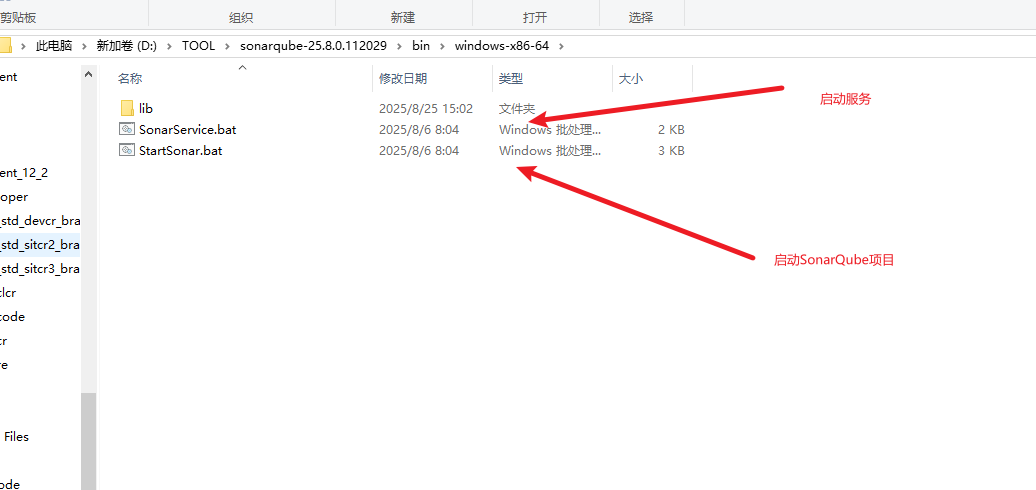 剪贴板 组织 新建 打开 选择
此电脑 > 新加卷 (D:) > TOOL > sonarqube-25.8.0.112029 > bin > windows-x86-64 >
ent
名称 修改日期 类型 大小
启动服务
lib 2025/8/25 15:02 文件夹
SonarService.bat 2025/8/6 8:04 Windows 批处理... 2 KB
StartSonar.bat 2025/8/6 8:04 Windows 批处理... 3 KB
ent_12_2
oper
_std_devcr_bra
_std_sitcr2_bra
启动SonarQube项目
_std_sitcr3_bra
clcr
code
cr
re
Files
ode